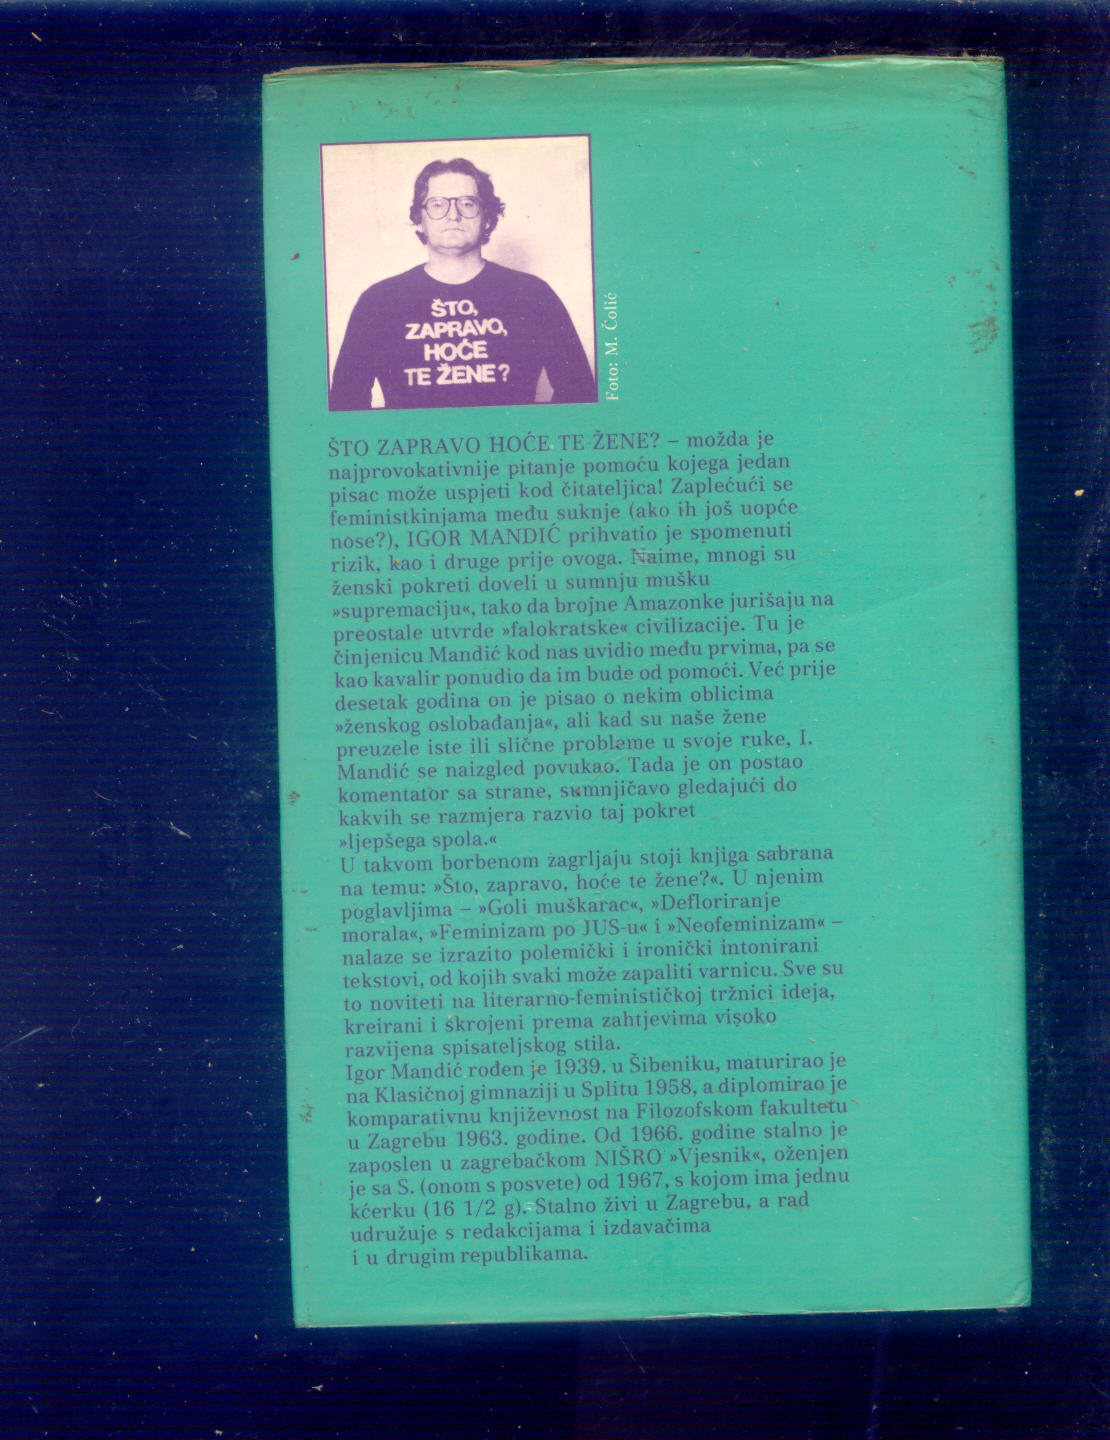 ŠTO,
ZAPRAVO,
HOĆE
TE ŽENE?
Foto: M. Čolić
ŠTO ZAPRAVO HOĆE TE ŽENE? – možda je
najprovokativnije pitanje pomoću kojega jedan
pisac može uspjeti kod čitateljica! Zaplećući se
feministkinjama među suknje (ako ih još uopće
nose?), IGOR MANDIĆ prihvatio je spomenuti
rizik, kao i druge prije ovoga. Naime, mnogi su
ženski pokreti doveli u sumnju mušku
»supremaciju«, tako da brojne Amazonke jurišaju na
preostale utvrde »falokratske« civilizacije. Tu je
činjenicu Mandić kod nas uvidio među prvima, pa se
kao kavalir ponudio da im bude od pomoći. Već prije
desetak godina on je pisao o nekim oblicima
»ženskog oslobađanja«, ali kad su naše žene
preuzele iste ili slične probleme u svoje ruke, I.
Mandić se naizgled povukao. Tada je on postao
komentator sa strane, sumnjičavo gledajući do
kakvih se razmjera razvio taj pokret
»ljepšega spola.«
U takvom borbenom zagrljaju stoji knjiga sabrana
na temu: »Što, zapravo, hoće te žene?«. U njenim
poglavljima – »Goli muškarac«, »Defloriranje
morala«, »Feminizam po JUS-u« i »Neofeminizam« –
nalaze se izrazito polemički i ironički intonirani
tekstovi, od kojih svaki može zapaliti varnicu. Sve su
to noviteti na literarno-feminističkoj tržnici ideja,
kreirani i skrojeni prema zahtjevima visoko
razvijena spisateljskog stila.
Igor Mandić rođen je 1939. u Šibeniku, maturirao je
na Klasičnoj gimnaziji u Splitu 1958, a diplomirao je
komparativnu književnost na Filozofskom fakultetu
u Zagrebu 1963. godine. Od 1966. godine stalno je
zaposlen u zagrebačkom NIŠRO »Vjesnik«, oženjen
je sa S. (onom s posvete) od 1967, s kojom ima jednu
kćerku (16 1/2 g). Stalno živi u Zagrebu, a rad
udružuje s redakcijama i izdavačima
i u drugim republikama.